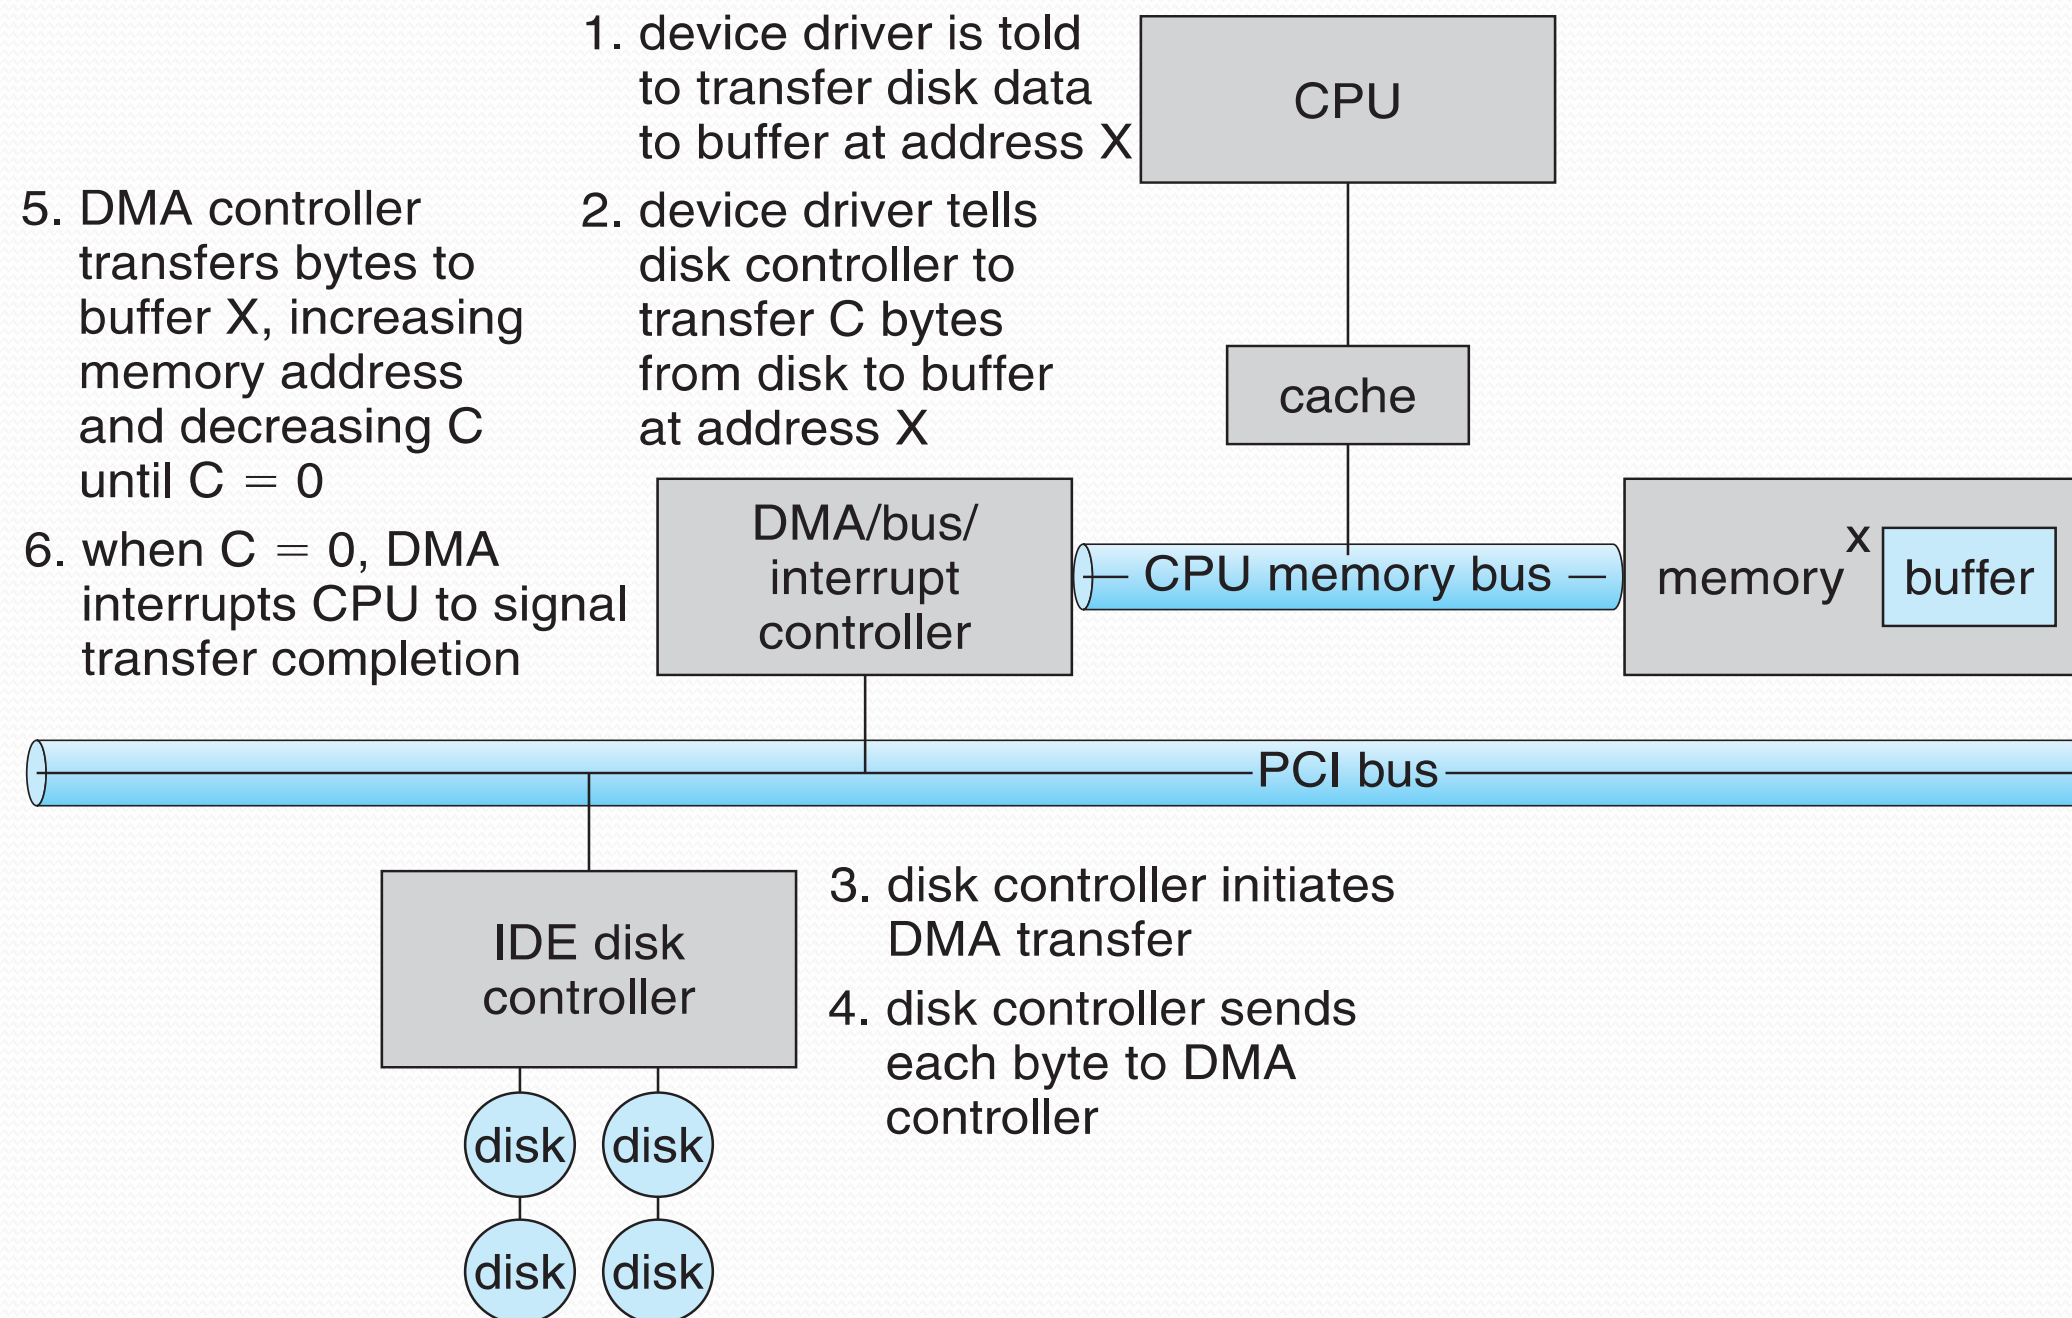 1. device driver is told
to transfer disk data
to buffer at address X
CPU
5. DMA controller
transfers bytes to
buffer X, increasing
memory address
and decreasing C
until C = 0
2. device driver tells
disk controller to
transfer C bytes
from disk to buffer
at address X
cache
6. when C = 0, DMA
interrupts CPU to signal
transfer completion
DMA/bus/
interrupt
controller
CPU memory bus
memory
x
buffer
PCI bus
IDE disk
controller
3. disk controller initiates
DMA transfer
4. disk controller sends
each byte to DMA
controller
disk
disk
disk
disk